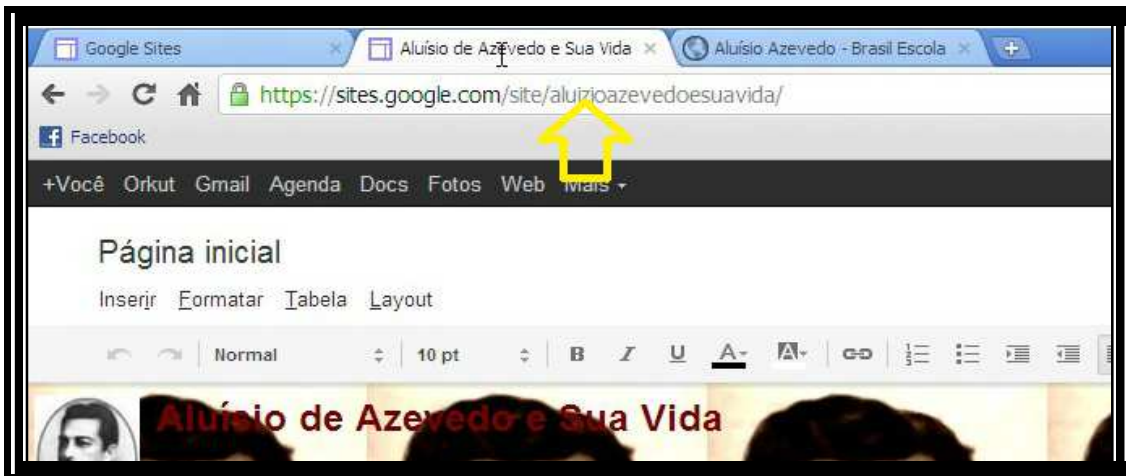 Google Sites Aluísio de Azevedo e Sua Vida Aluísio Azevedo - Brasil Escola
https://sites.google.com/site/aluizioazevedoesuavida/
Facebook
+Você Orkut Gmail Agenda Docs Fotos Web Mais
Página inicial
Inserir Formatar Tabela Layout
Normal 10 pt B I U A A
Aluísio de Azevedo e Sua Vida